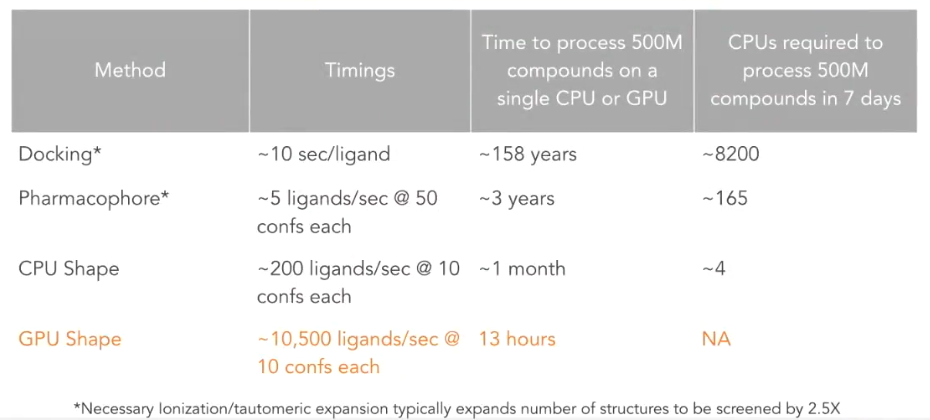 Method
Timings
Time to process 500M
compounds on a
single CPU or GPU
CPUs required to
process 500M
compounds in 7 days
Docking*
~10 sec/ligand
~158 years
~8200
Pharmacophore*
~5 ligands/sec @ 50
confs each
~3 years
~165
CPU Shape
~200 ligands/sec @ 10
confs each
~1 month
~4
GPU Shape
~10,500 ligands/sec @
10 confs each
13 hours
NA
*Necessary Ionization/tautomeric expansion typically expands number of structures to be screened by 2.5X